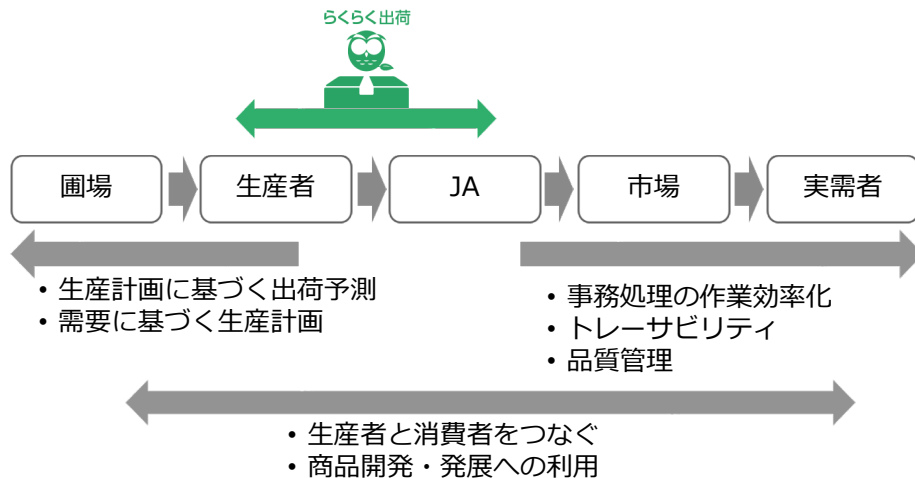 らくらく出荷
圃場
生産者
JA
市場
実需者
• 生産計画に基づく出荷予測
• 需要に基づく生産計画
• 事務処理の作業効率化
• トレーサビリティ
• 品質管理
• 生産者と消費者をつなぐ
• 商品開発・発展への利用